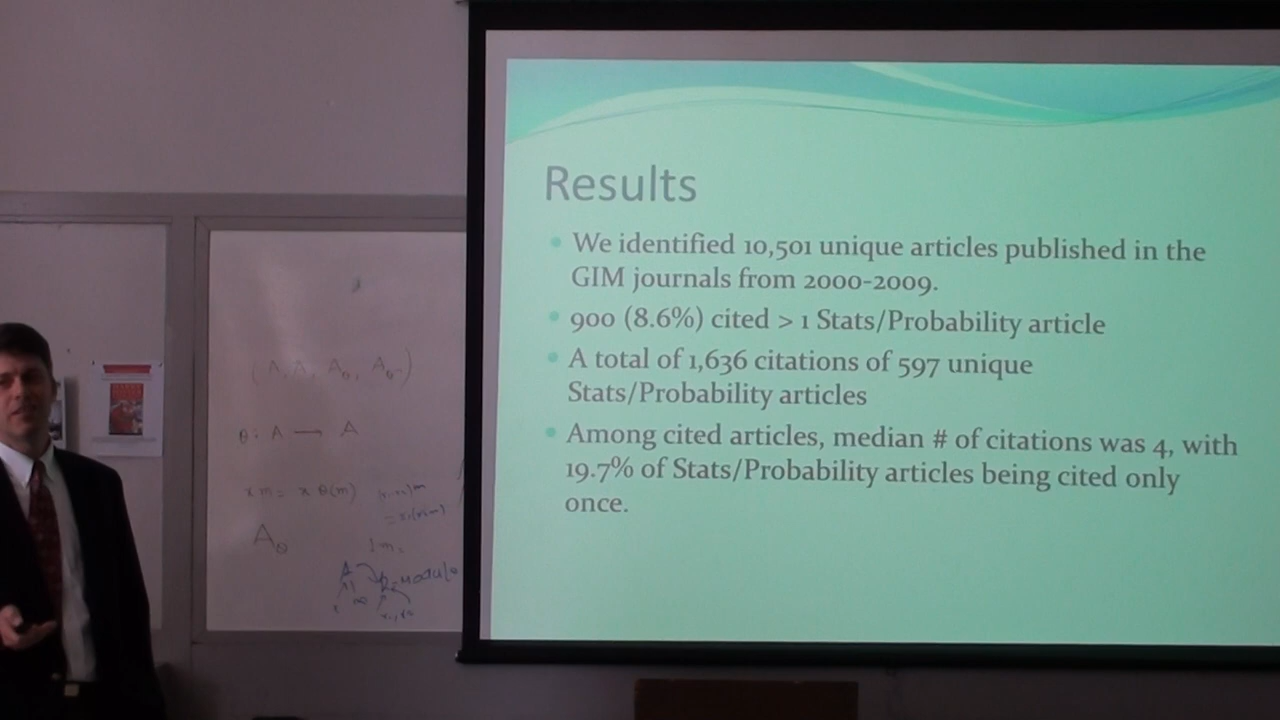 Results
We identified 10,501 unique articles published in the
GIM journals from 2000-2009.
900 (8.6%) cited > 1 Stats/Probability article
A total of 1,636 citations of 597 unique
Stats/Probability articles
Among cited articles, median # of citations was 4, with
19.7% of Stats/Probability articles being cited only
once.
θ: A → A
xm = x θ(m)
A_θ
1m =